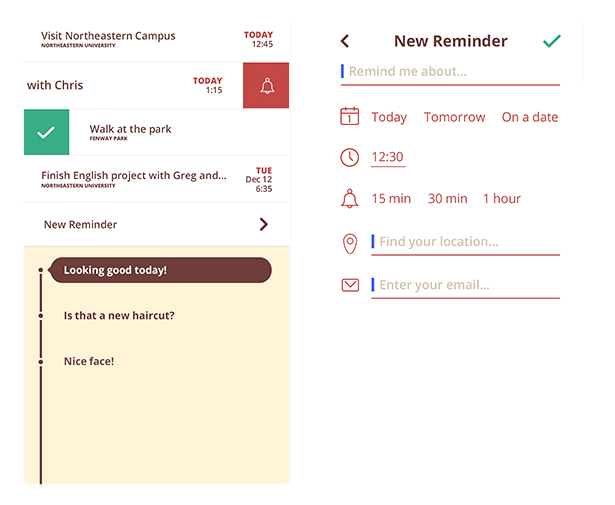 Visit Northeastern Campus
NORTHEASTERN UNIVERSITY
TODAY
12:45
with Chris
TODAY
1:15
Walk at the park
FENWAY PARK
Finish English project with Greg and...
NORTHEASTERN UNIVERSITY
TUE
Dec 12
6:35
New Reminder
Looking good today!
Is that a new haircut?
Nice face!
New Reminder
Remind me about...
1
Today Tomorrow On a date
12:30
15 min 30 min 1 hour
Find your location...
Enter your email...